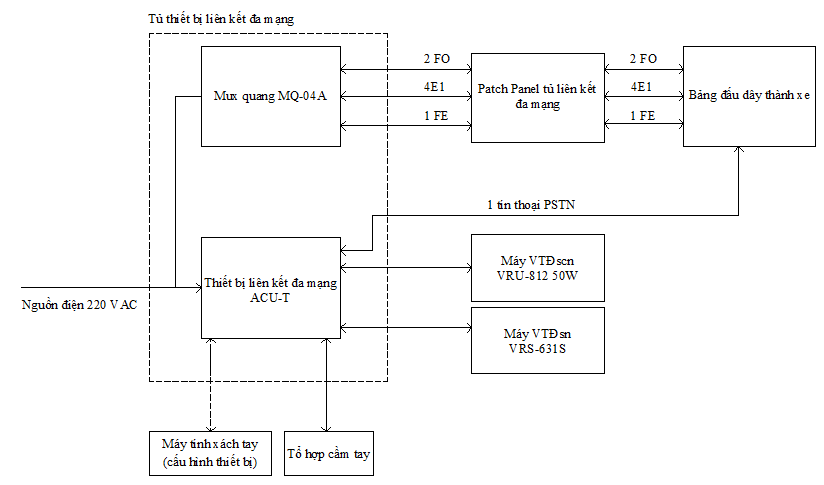 Tủ thiết bị liên kết đa mạng
Mux quang MQ-04A
2 FO
4E1
1 FE
Patch Panel tủ liên kết
đa mạng
2 FO
4E1
1 FE
Bảng đấu dây thành xe
1 tin thoại PSTN
Thiết bị liên kết đa mạng
ACU-T
Máy VTĐscn
VRU-812 50W
Nguồn điện 220 VAC
Máy VTĐsn
VRS-631S
Máy tính xách tay
(cấu hình thiết bị)
Tổ hợp cầm tay